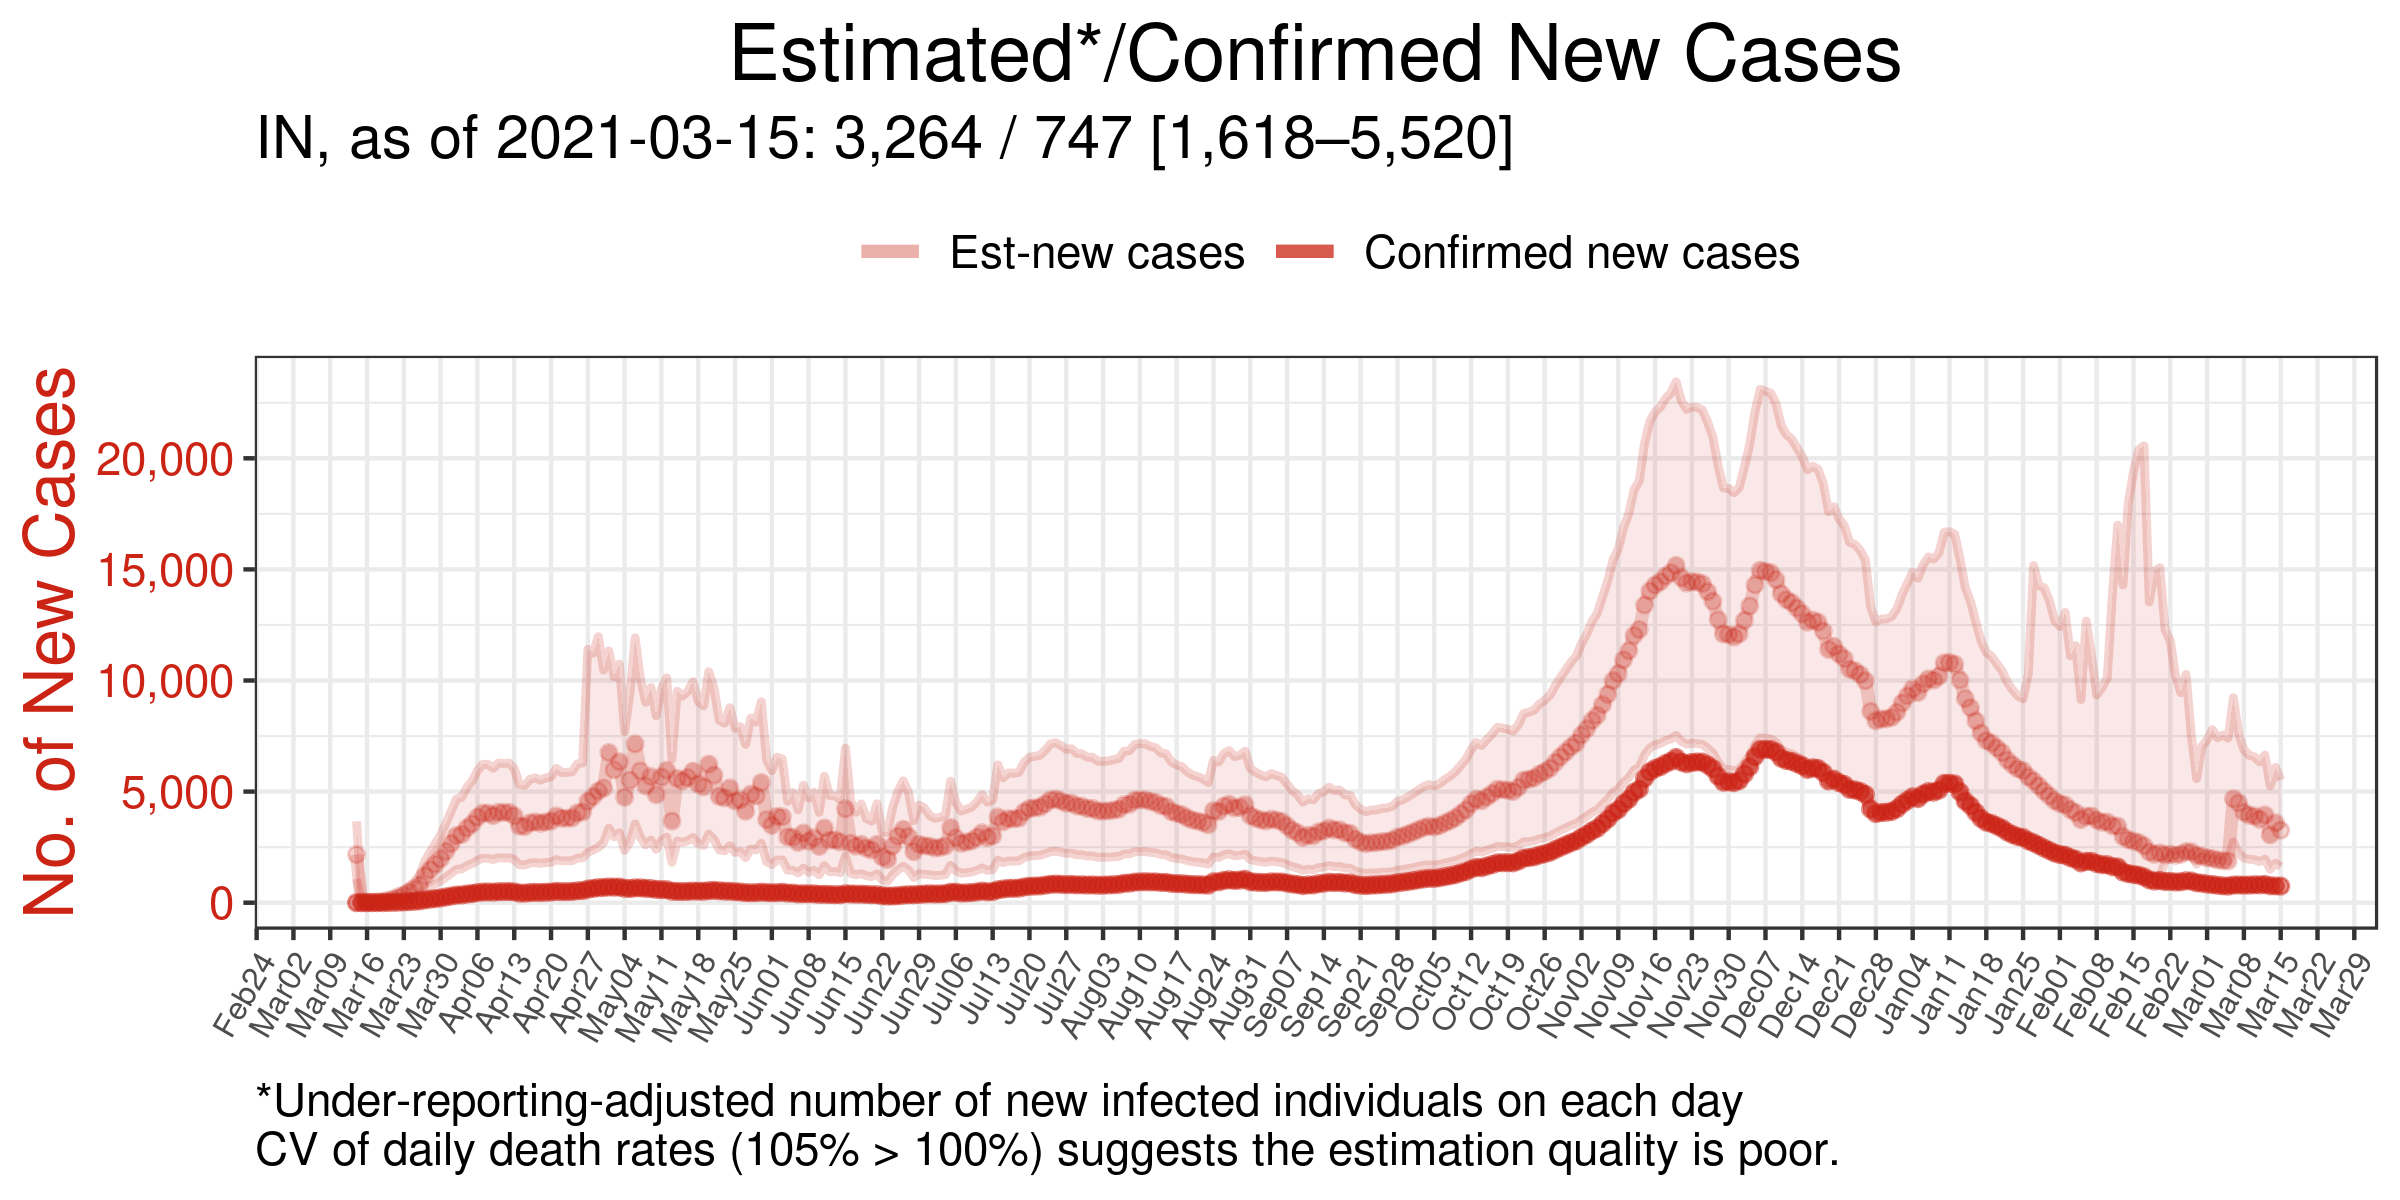 Estimated*/Confirmed New Cases
IN, as of 2021-03-15: 3,264 / 747 [1,618–5,520]
Est-new cases
Confirmed new cases
No. of New Cases
20,000
15,000
10,000
5,000
0
Feb24
Mar02
Mar09
Mar16
Mar23
Mar30
Apr06
Apr13
Apr20
Apr27
May04
May11
May18
May25
Jun01
Jun08
Jun15
Jun22
Jun29
Jul06
Jul13
Jul20
Jul27
Aug03
Aug10
Aug17
Aug24
Aug31
Sep07
Sep14
Sep21
Sep28
Oct05
Oct12
Oct19
Oct26
Nov02
Nov09
Nov16
Nov23
Nov30
Dec07
Dec14
Dec21
Dec28
Jan04
Jan11
Jan18
Jan25
Feb01
Feb08
Feb15
Feb22
Mar01
Mar08
Mar15
Mar22
Mar29
*Under-reporting-adjusted number of new infected individuals on each day
CV of daily death rates (105% > 100%) suggests the estimation quality is poor.